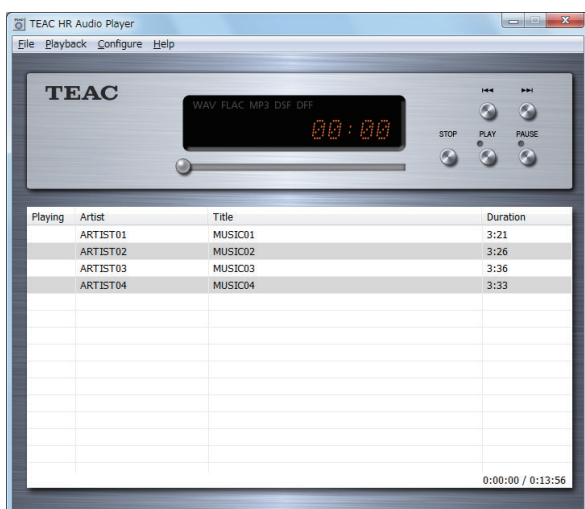 TEAC HR Audio Player
File Playback Configure Help
TEAC
WAV FLAC MP3 DSF DFF
00:00
STOP PLAY PAUSE
Playing Artist Title Duration
ARTIST01 MUSIC01 3:21
ARTIST02 MUSIC02 3:26
ARTIST03 MUSIC03 3:36
ARTIST04 MUSIC04 3:33
0:00:00 / 0:13:56